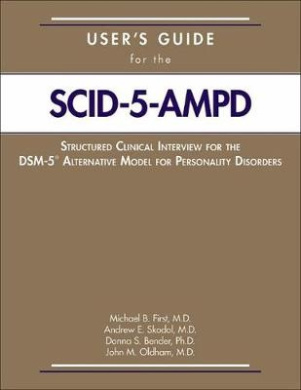 USER'S GUIDE
for the
SCID-5-AMPD
STRUCTURED CLINICAL INTERVIEW FOR THE
DSM-5® ALTERNATIVE MODEL FOR PERSONALITY DISORDERS
Michael B. First, M.D.
Andrew E. Skodol, M.D.
Donna S. Bender, Ph.D.
John M. Oldham, M.D.